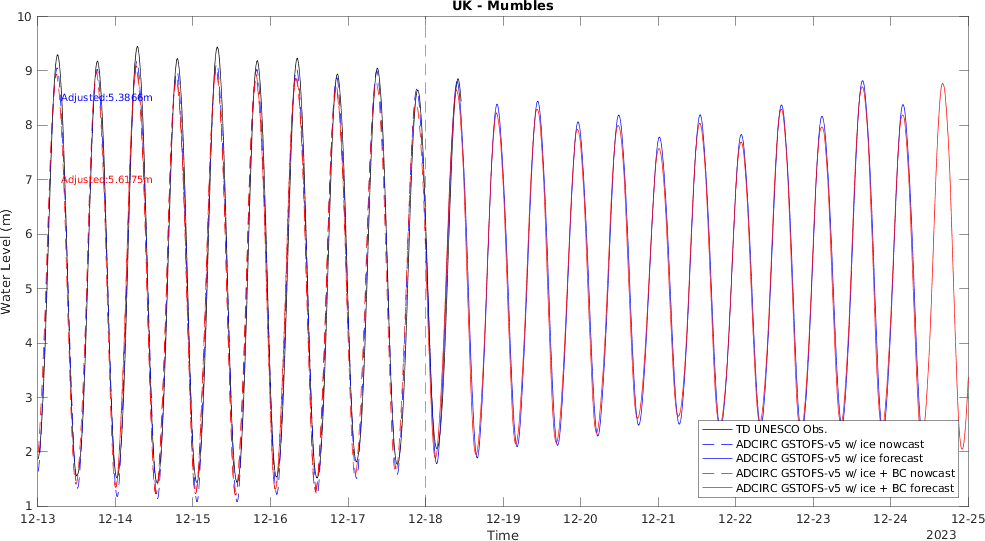 UK - Mumbles
10
9
8
7
6
5
4
3
2
1
Water Level (m)
Adjusted:5.3866m
Adjusted:5.6175m
TD UNESCO Obs.
ADCIRC GSTOFS-v5 w/ ice nowcast
ADCIRC GSTOFS-v5 w/ ice forecast
ADCIRC GSTOFS-v5 w/ ice + BC nowcast
ADCIRC GSTOFS-v5 w/ ice + BC forecast
12-13 12-14 12-15 12-16 12-17 12-18 12-19 12-20 12-21 12-22 12-23 12-24 12-25
Time
2023